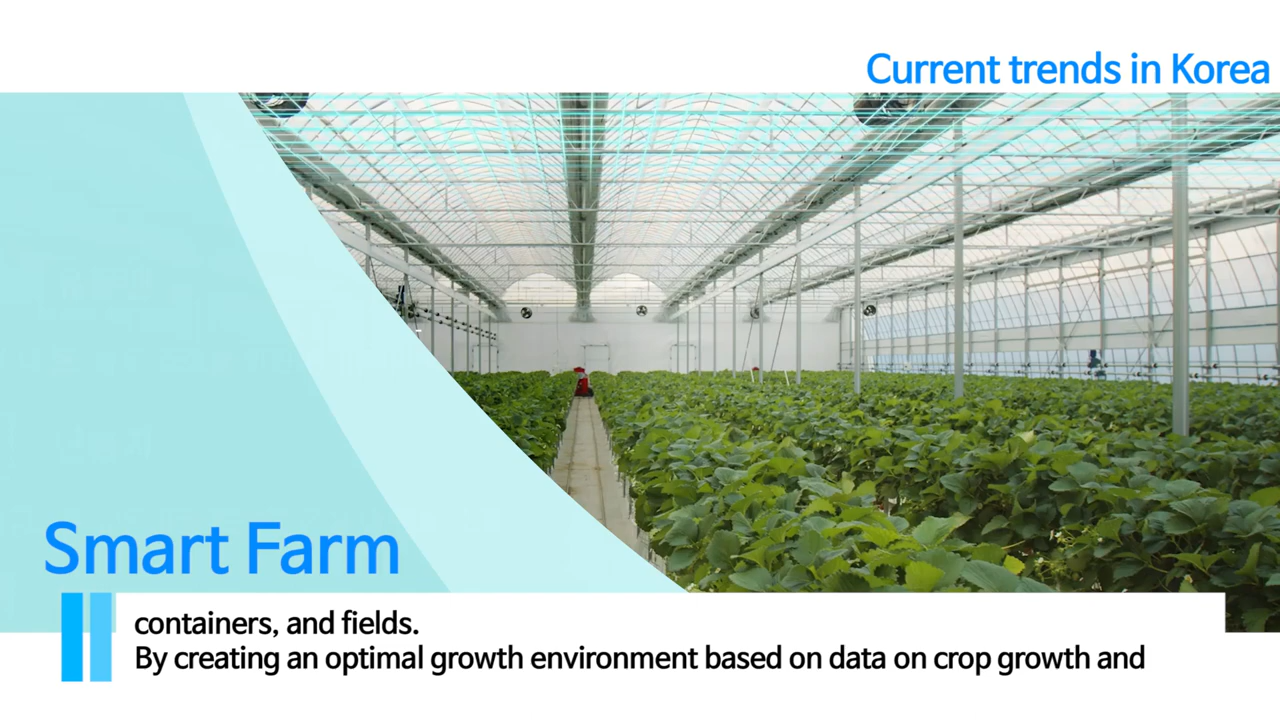 Current trends in Korea
Smart Farm
containers, and fields.
By creating an optimal growth environment based on data on crop growth and